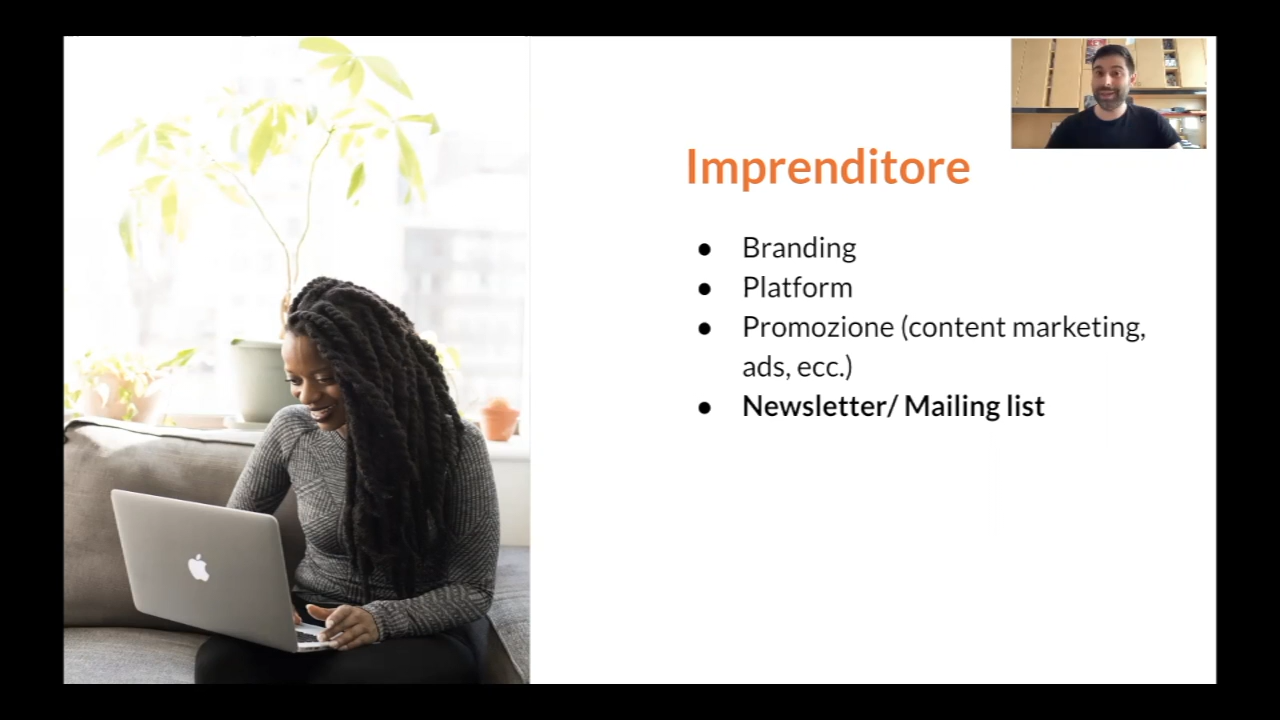 Imprenditore
● Branding
● Platform
● Promozione (content marketing,
ads, ecc.)
● Newsletter/ Mailing list